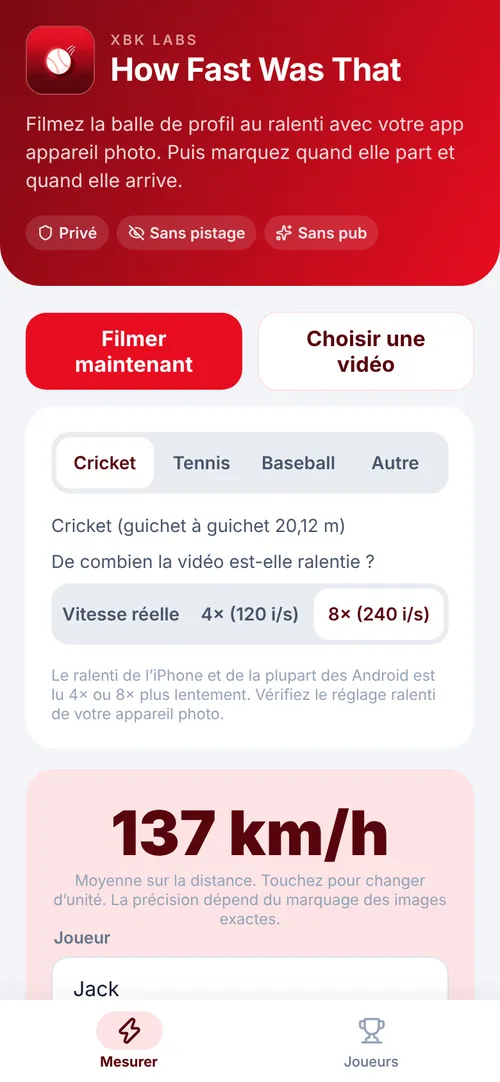 XBK LABS
How Fast Was That
Filmez la balle de profil au ralenti avec votre app
appareil photo. Puis marquez quand elle part et
quand elle arrive.
Privé
Sans pistage
Sans pub
Filmer
maintenant
Choisir une
vidéo
Cricket
Tennis
Baseball
Autre
Cricket (guichet à guichet 20,12 m)
De combien la vidéo est-elle ralentie ?
Vitesse réelle
4× (120 i/s)
8× (240 i/s)
Le ralenti de l’iPhone et de la plupart des Android est
lu 4× ou 8× plus lentement. Vérifiez le réglage ralenti
de votre appareil photo.
137 km/h
Moyenne sur la distance. Touchez pour changer
d’unité. La précision dépend du marquage des images
exactes.
Joueur
Jack
Mesurer
Joueurs